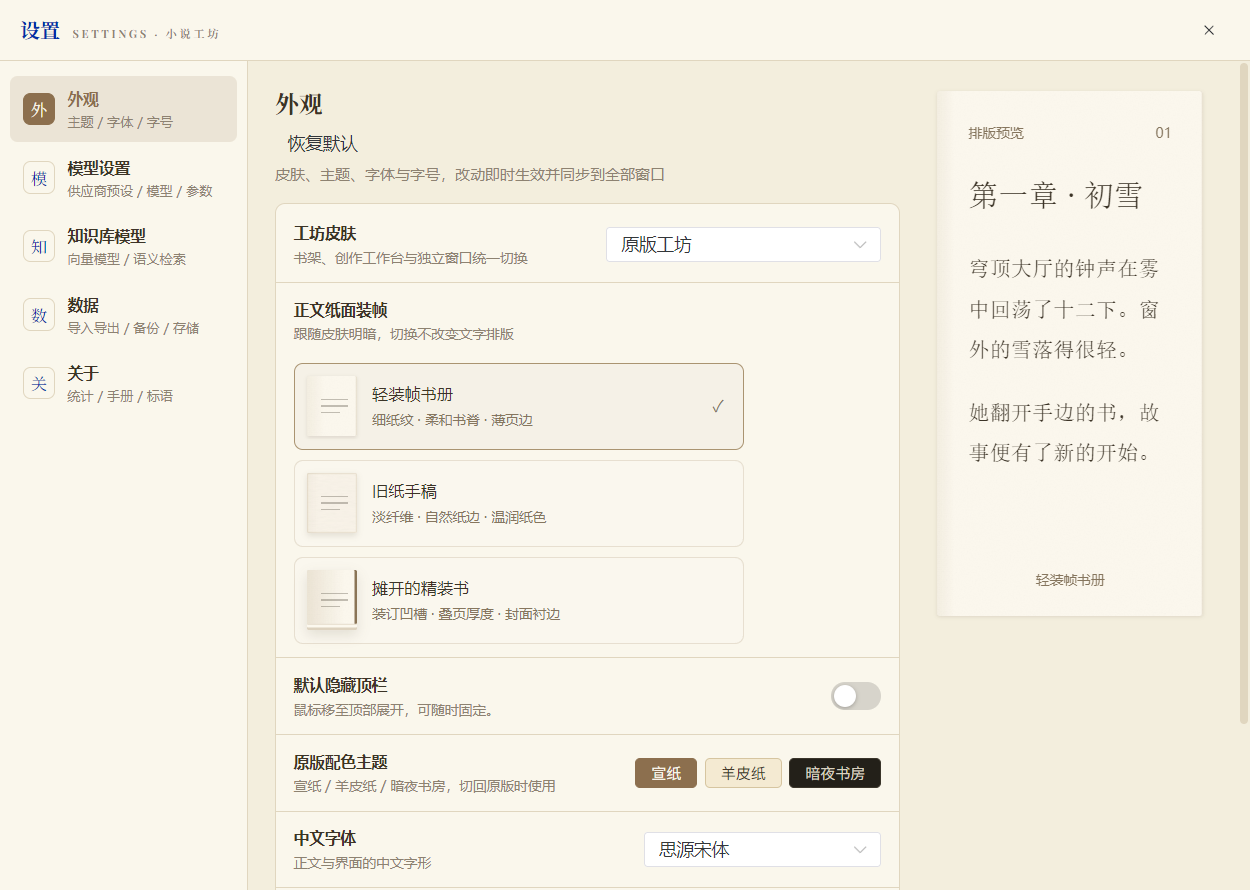 设置 SETTINGS · 小说工坊
外 外观
主题 / 字体 / 字号
模 模型设置
供应商预设 / 模型 / 参数
知 知识库模型
向量模型 / 语义检索
数 数据
导入导出 / 备份 / 存储
关 关于
统计 / 手册 / 标语
外观
恢复默认
皮肤、主题、字体与字号，改动即时生效并同步到全部窗口
工坊皮肤
书架、创作工作台与独立窗口统一切换
原版工坊
正文纸面装帧
跟随皮肤明暗，切换不改变文字排版
轻装帧书册
细纸纹 · 柔和书脊 · 薄页边
旧纸手稿
淡纤维 · 自然纸边 · 温润纸色
摊开的精装书
装订凹槽 · 叠页厚度 · 封面衬边
默认隐藏顶栏
鼠标移至顶部展开，可随时固定。
原版配色主题
宣纸 / 羊皮纸 / 暗夜书房，切回原版时使用
宣纸 羊皮纸 暗夜书房
中文字体
正文与界面的中文字形
思源宋体
排版预览 01
第一章 · 初雪
穹顶大厅的钟声在雾
中回荡了十二下。窗
外的雪落得很轻。
她翻开手边的书，故
事便有了新的开始。
轻装帧书册